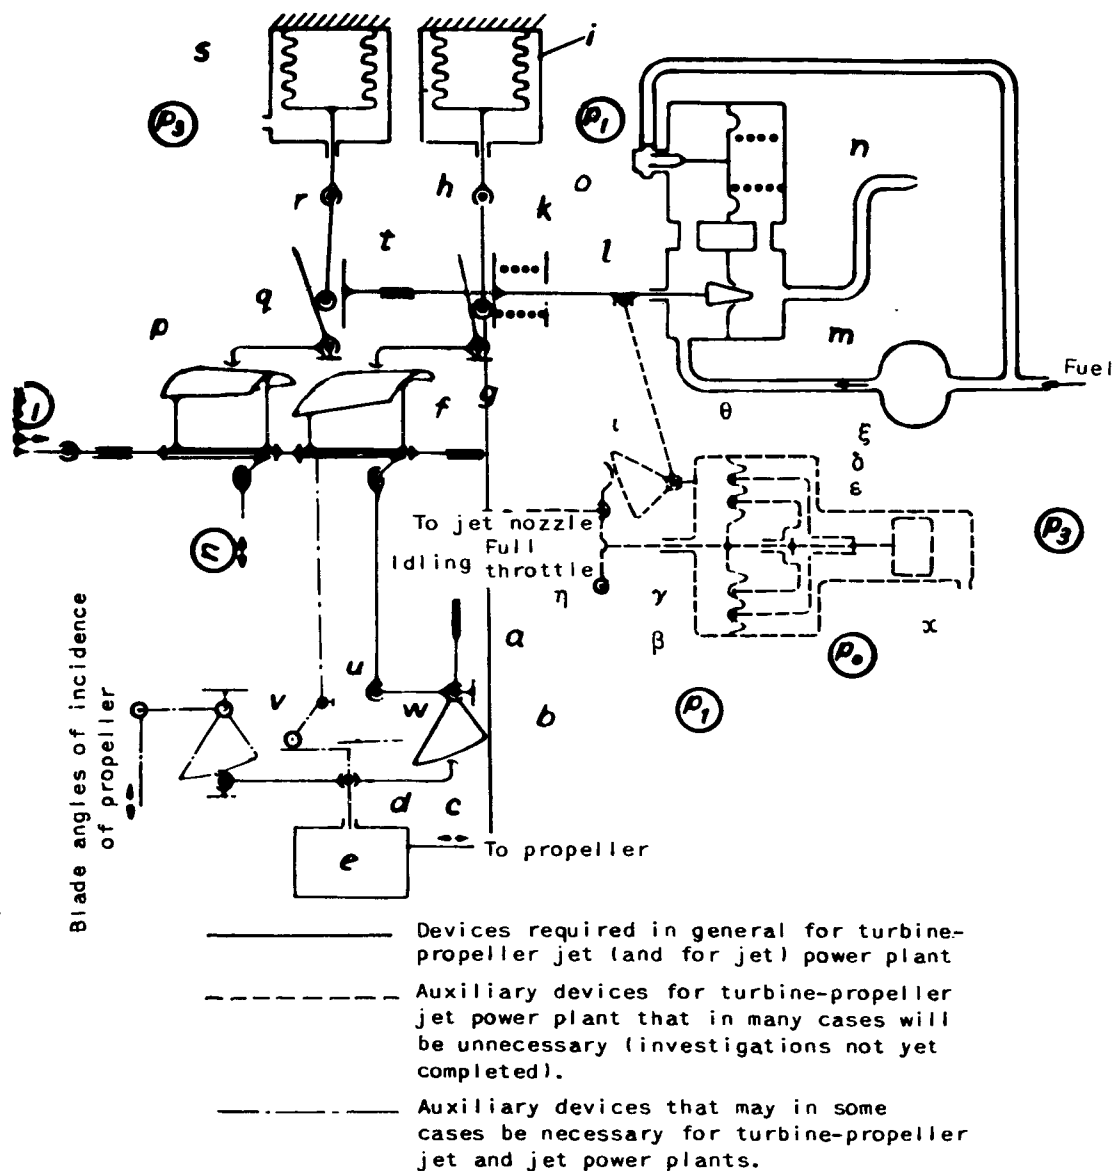 s
i
p₃
p₁
n
o
r
h
k
t
l
q
p
m
Fuel
l
f
g
θ
ι
ξ
δ
ε
To jet nozzle
Full
Idling throttle
p₃
n
η
γ
β
x
a
p₀
u
v
w
b
p₁
Blade angles of incidence
of propeller
d
c
e
To propeller
Devices required in general for turbine-
propeller jet (and for jet) power plant
Auxiliary devices for turbine-propeller
jet power plant that in many cases will
be unnecessary (investigations not yet
completed).
Auxiliary devices that may in some
cases be necessary for turbine-propeller
jet and jet power plants.